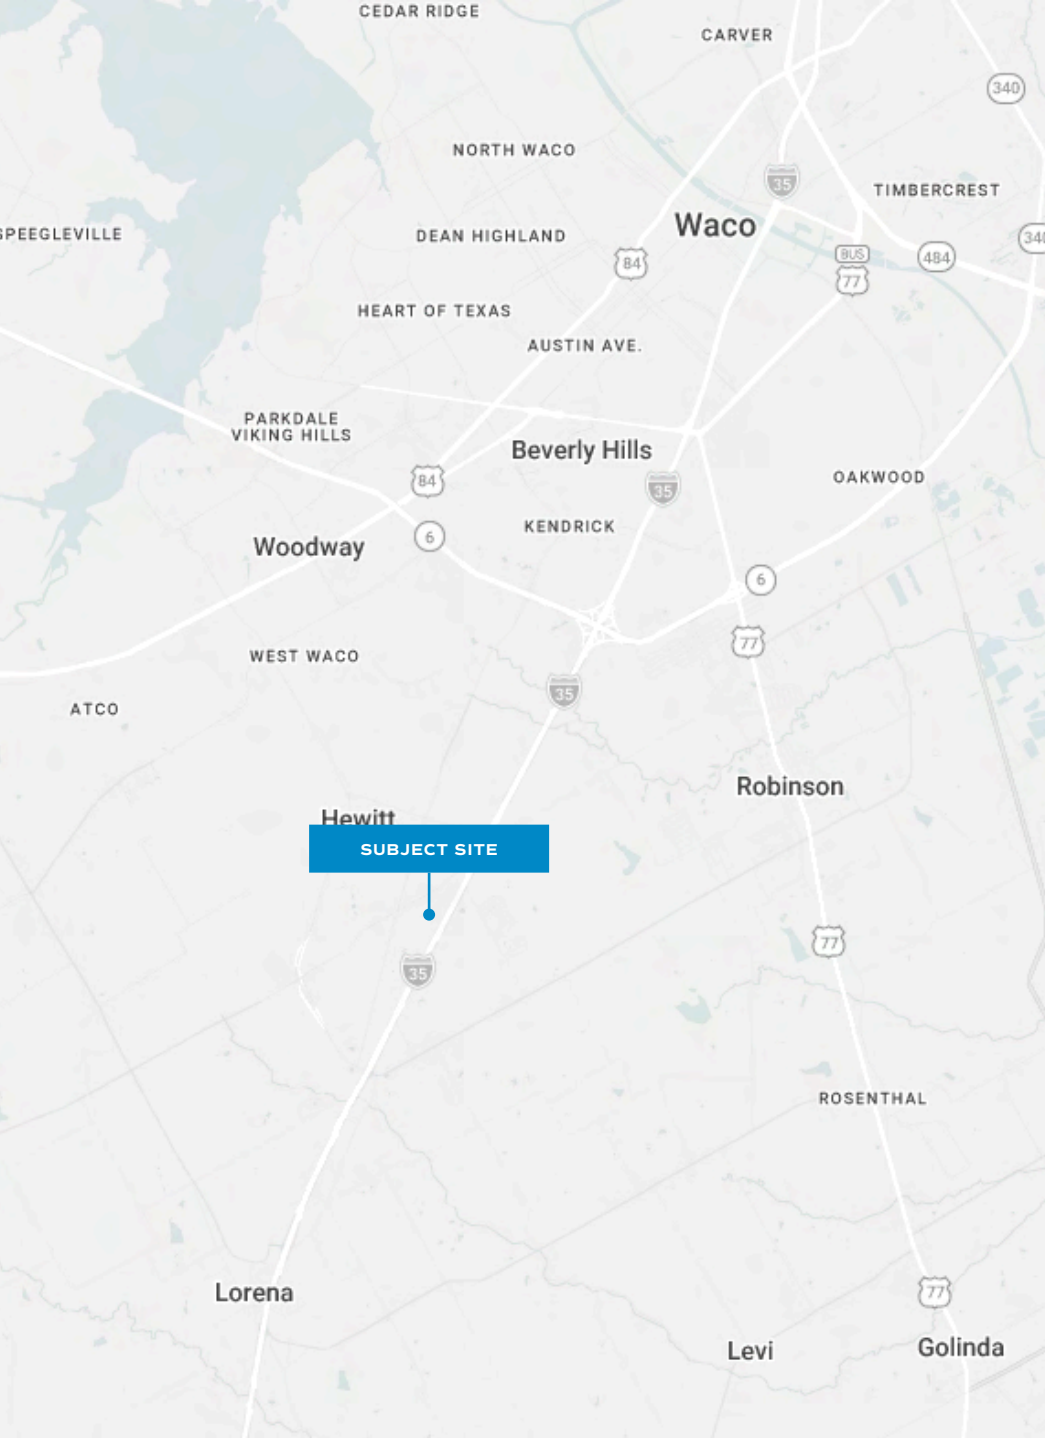 CEDAR RIDGE
CARVER
340
NORTH WACO
35
TIMBERCREST
Waco
SPEEGLEVILLE
DEAN HIGHLAND
340
BUS
484
84
77
HEART OF TEXAS
AUSTIN AVE.
PARKDALE
VIKING HILLS
Beverly Hills
84
35
OAKWOOD
KENDRICK
6
Woodway
6
77
WEST WACO
35
ATCO
Robinson
Hewitt
SUBJECT SITE
77
35
ROSENTHAL
Lorena
77
Levi
Golinda